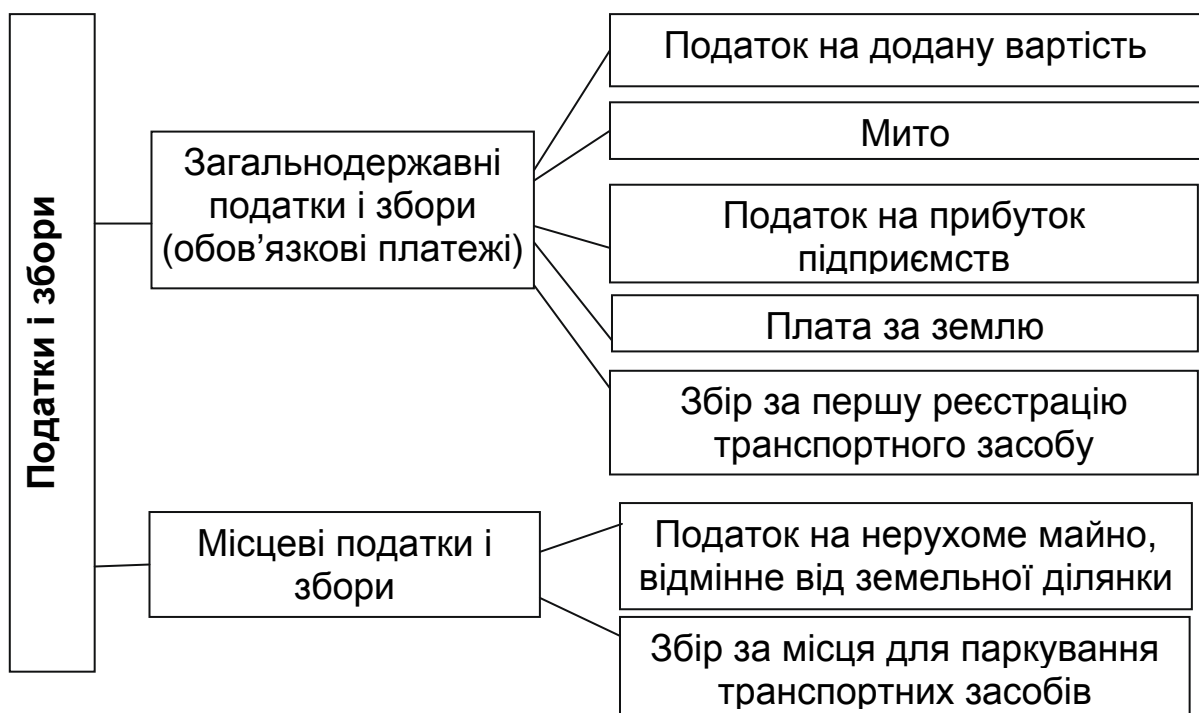 Податки і збори
Загальнодержавні
податки і збори
(обов’язкові платежі)
Податок на додану вартість
Мито
Податок на прибуток
підприємств
Плата за землю
Збір за першу реєстрацію
транспортного засобу
Місцеві податки і
збори
Податок на нерухоме майно,
відмінне від земельної ділянки
Збір за місця для паркування
транспортних засобів